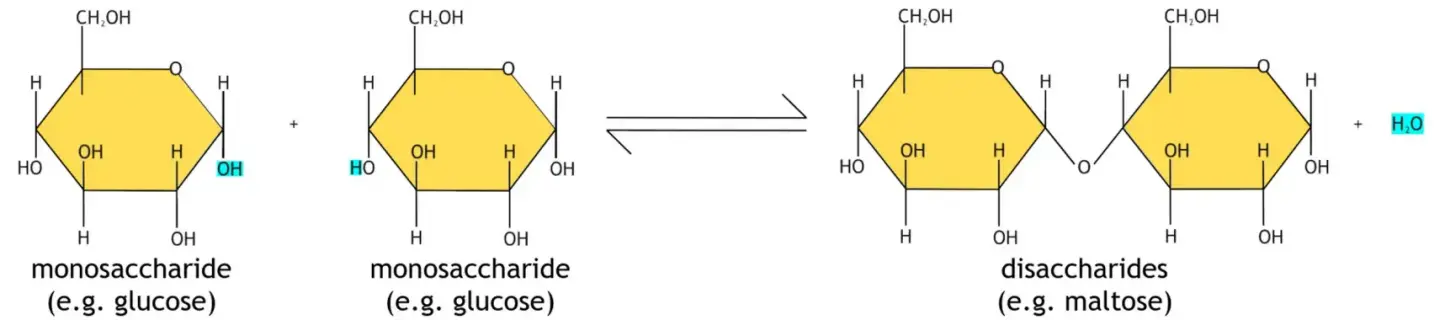 CH₂OH CH₂OH CH₂OH CH₂OH
O O O O
H H H H H H H H
+ + H₂O
OH H OH H OH H OH H
HO OH HO OH HO O OH
H OH H OH H OH H OH
monosaccharide monosaccharide disaccharides
(e.g. glucose) (e.g. glucose) (e.g. maltose)